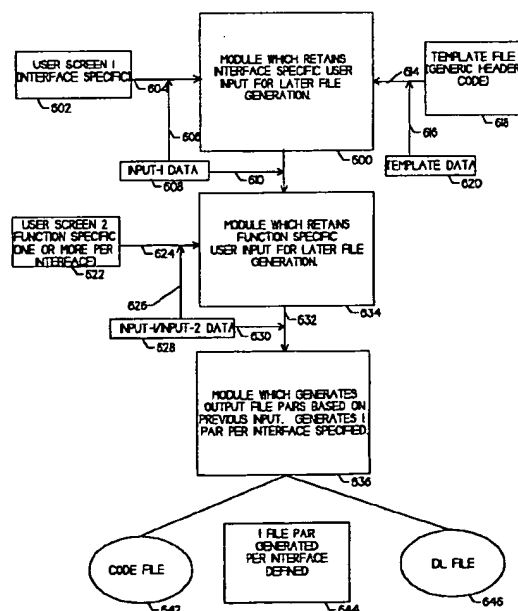 USER SCREEN 1
(INTERFACE SPECIFIC)
602
604
606
MODULE WHICH RETAINS
INTERFACE SPECIFIC USER
INPUT FOR LATER FILE
GENERATION.
600
614
616
TEMPLATE FILE
(GENERIC HEADER
CODE)
618
INPUT-1 DATA
608
610
TEMPLATE DATA
620
USER SCREEN 2
FUNCTION SPECIFIC
ONE OR MORE PER
INTERFACE)
622
624
626
MODULE WHICH RETAINS
FUNCTION SPECIFIC
USER INPUT FOR LATER FILE
GENERATION.
634
632
INPUT-1/INPUT-2 DATA
628
630
MODULE WHICH GENERATES
OUTPUT FILE PAIRS BASED ON
PREVIOUS INPUT. GENERATES 1
PAIR PER INTERFACE SPECIFIED.
636
CODE FILE
642
1 FILE PAIR
GENERATED
PER INTERFACE
DEFINED
644
DL FILE
646